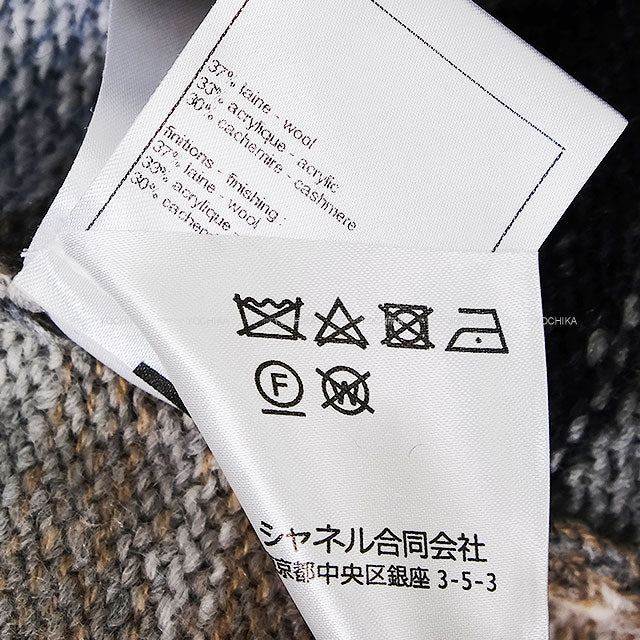 37% laine - wool
33% acrylique - acrylic
30% cachemire - cashmere
finitions - finishing :
37% laine - wool
33% acrylique
30% cachem
YOCHIKA
F
W
シャネル合同会社
京都中央区銀座 3-5-3